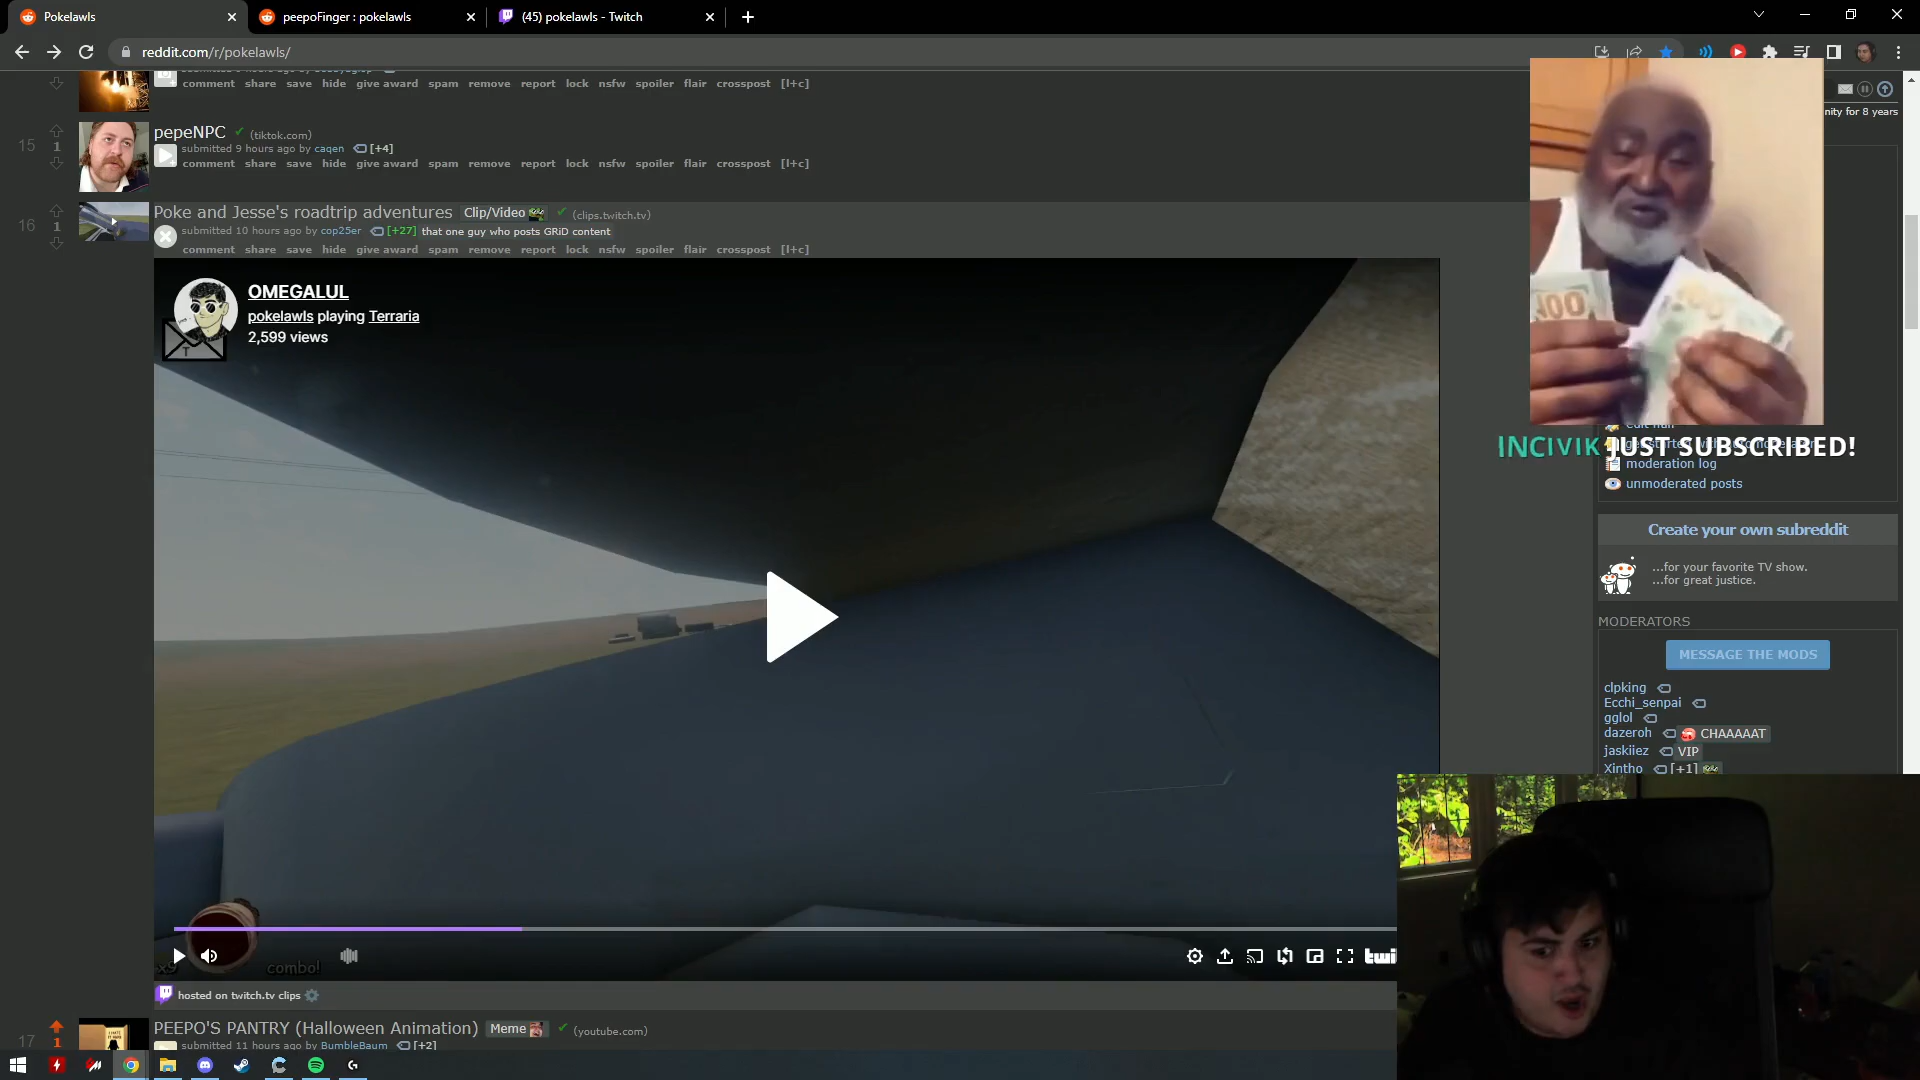 Pokelawls
peepoFinger : pokelawls
(45) pokelawls - Twitch
reddit.com/r/pokelawls/
comment share save hide give award spam remove report lock nsfw spoiler flair crosspost [l+c]
nity for 8 years
15
1
pepeNPC ✓ (tiktok.com)
submitted 9 hours ago by caqen [+4]
comment share save hide give award spam remove report lock nsfw spoiler flair crosspost [l+c]
16
1
Poke and Jesse's roadtrip adventures Clip/Video ✓ (clips.twitch.tv)
submitted 10 hours ago by cop25er [+27] that one guy who posts GRiD content
comment share save hide give award spam remove report lock nsfw spoiler flair crosspost [l+c]
OMEGALUL
pokelawls playing Terraria
2,599 views
T
100
INCIVIK JUST SUBSCRIBED!
moderation log
unmoderated posts
Create your own subreddit
...for your favorite TV show.
...for great justice.
MODERATORS
MESSAGE THE MODS
clpking
Ecchi_senpai
gglol
dazeroh CHAAAAAT
jaskiiez VIP
Xintho [+1]
x9 combo!
twi
hosted on twitch.tv clips
17
1
PEEPO'S PANTRY (Halloween Animation) Meme ✓ (youtube.com)
submitted 11 hours ago by BumbleBaum [+2]